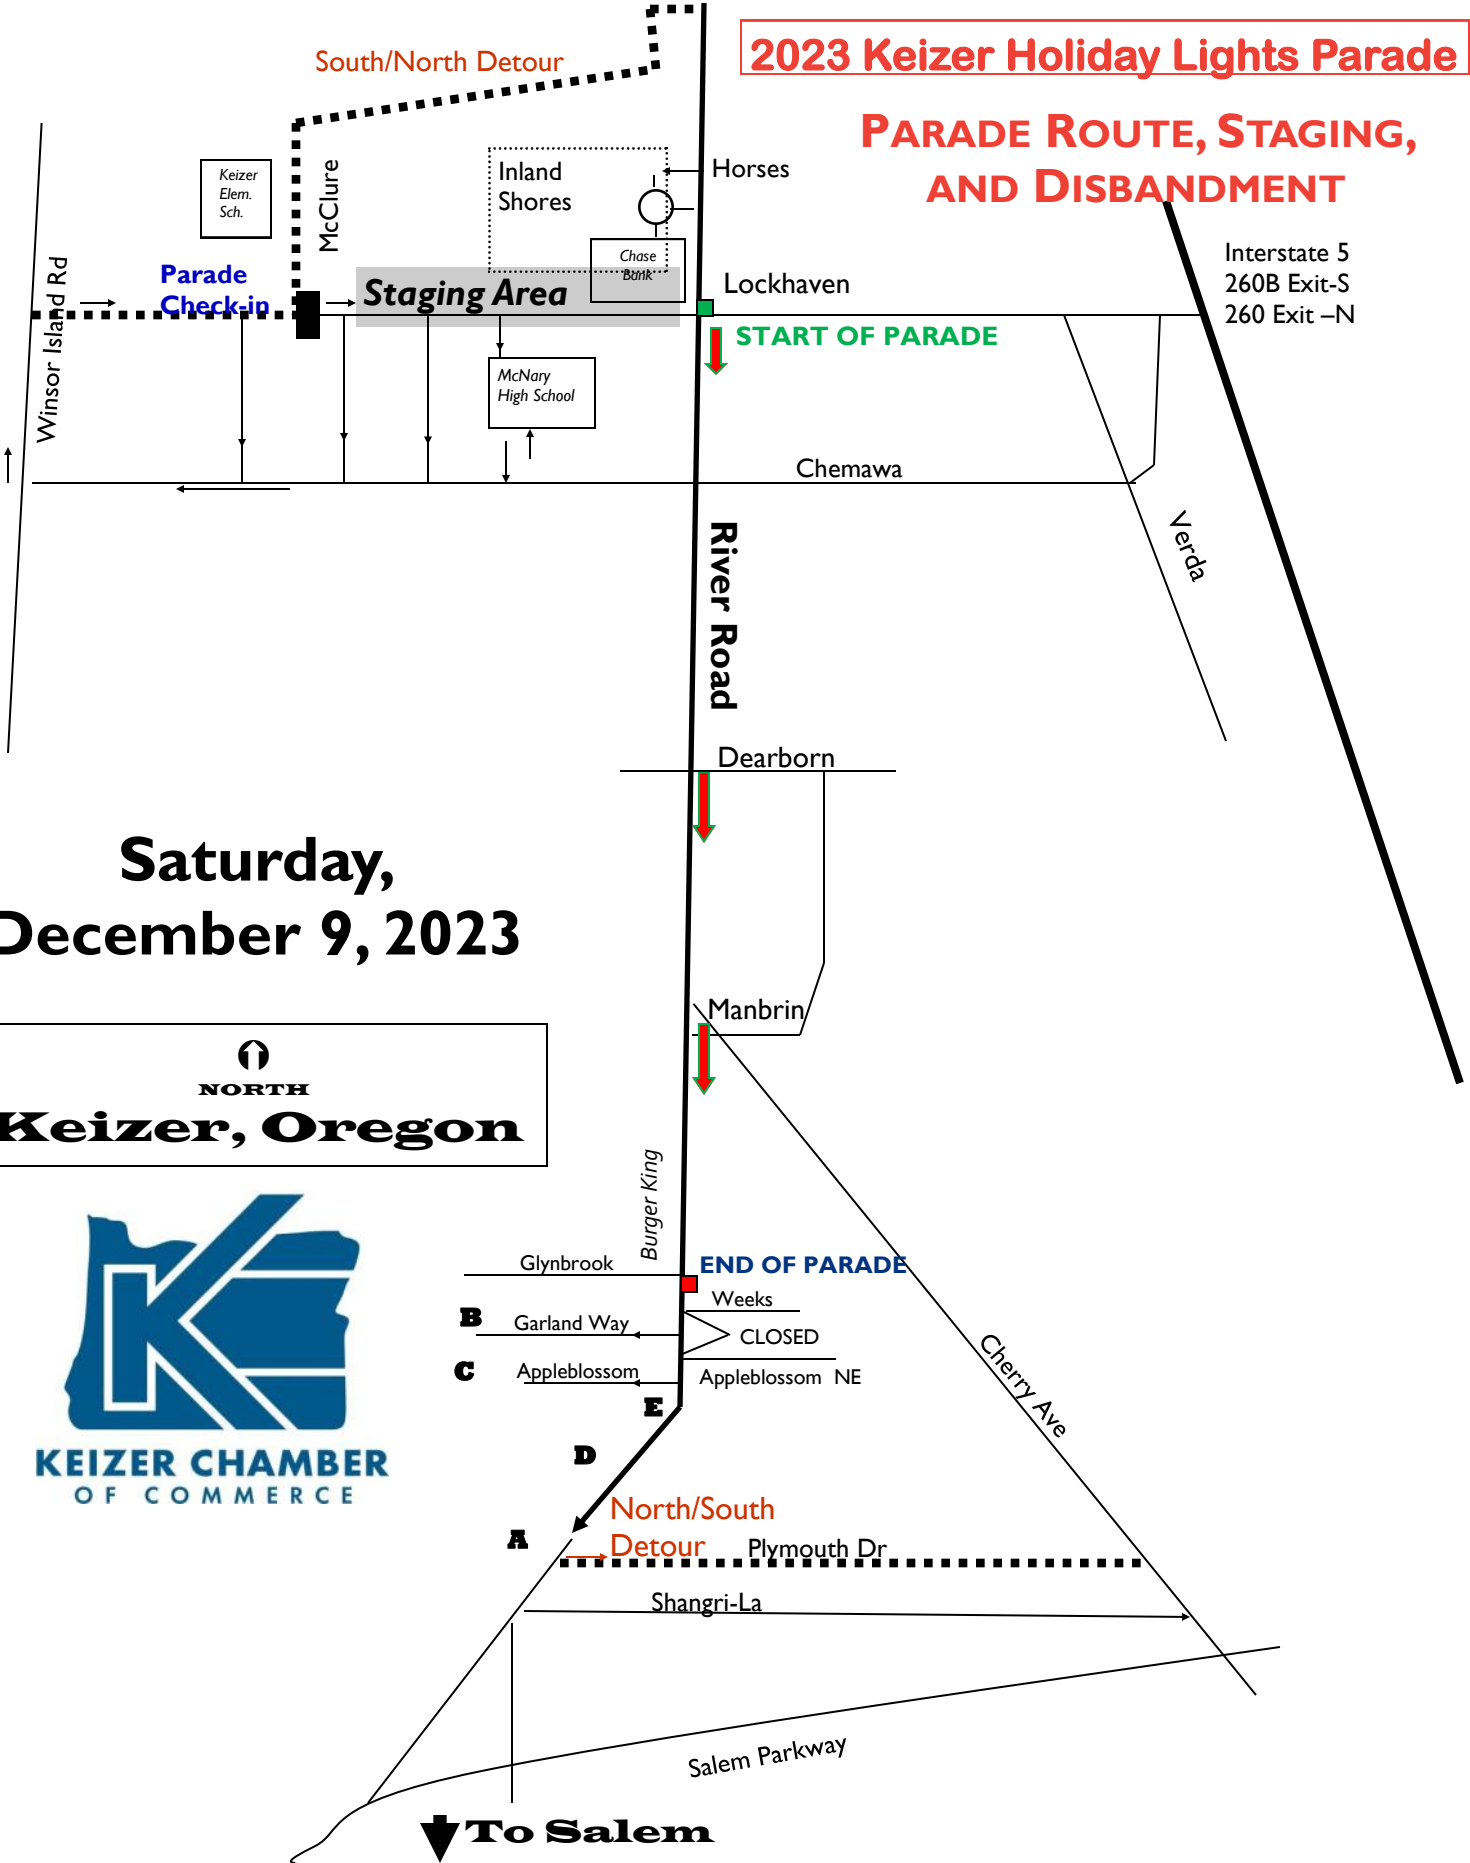 South/North Detour
2023 Keizer Holiday Lights Parade
PARADE ROUTE, STAGING,
AND DISBANDMENT
Keizer
Elem.
Sch.
McClure
Inland
Shores
Horses
Chase
Bank
Interstate 5
260B Exit-S
260 Exit –N
Winsor Island Rd
Parade
Check-in
Staging Area
Lockhaven
START OF PARADE
McNary
High School
Chemawa
Verda
River Road
Dearborn
Saturday,
December 9, 2023
Manbrin
NORTH
Keizer, Oregon
Burger King
Glynbrook
END OF PARADE
Weeks
B
Garland Way
CLOSED
C
Appleblossom
Appleblossom NE
E
Cherry Ave
D
KEIZER CHAMBER
OF COMMERCE
North/South
Detour
A
Plymouth Dr
Shangri-La
Salem Parkway
To Salem